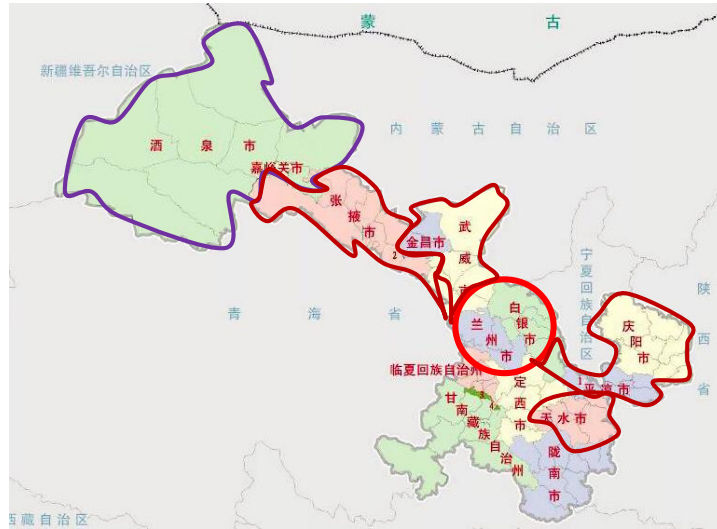 蒙 古
新疆维吾尔自治区
内蒙古自治区
酒泉市
嘉峪关市
张掖市
2
金昌市
武威市
宁夏回族自治区
陕西省
青海省
白银市
兰州市
庆阳市
临夏回族自治州
定西市
1
平凉市
3
4
甘南藏族自治州
天水市
陇南市
西藏自治区